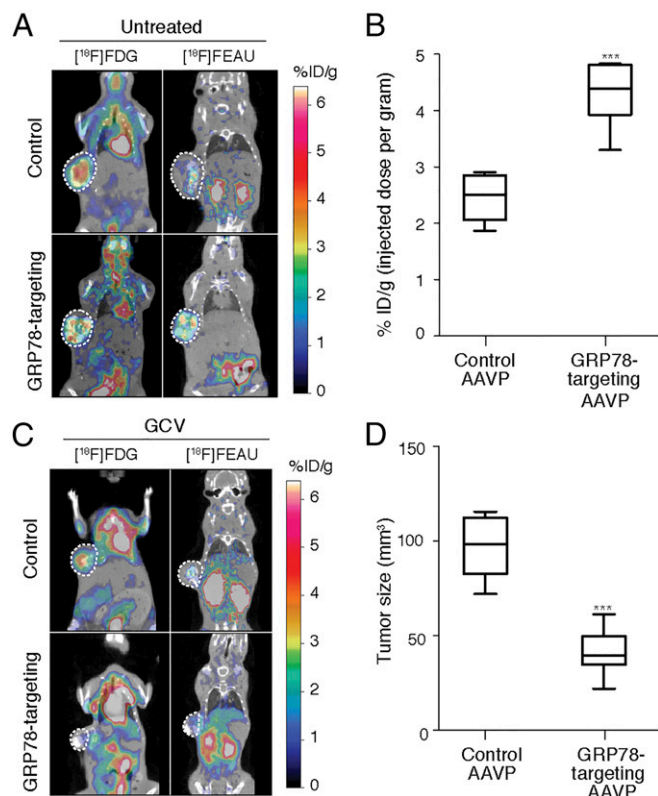 A
Untreated
[¹⁸F]FDG
[¹⁸F]FEAU
%ID/g
Control
GRP78-targeting
6
5
4
3
2
1
0
B
% ID/g (injected dose per gram)
5
4
3
2
1
0
***
Control
AAVP
GRP78-
targeting
AAVP
C
GCV
[¹⁸F]FDG
[¹⁸F]FEAU
%ID/g
Control
GRP78-targeting
6
5
4
3
2
1
0
D
Tumor size (mm³)
150
100
50
0
***
Control
AAVP
GRP78-
targeting
AAVP